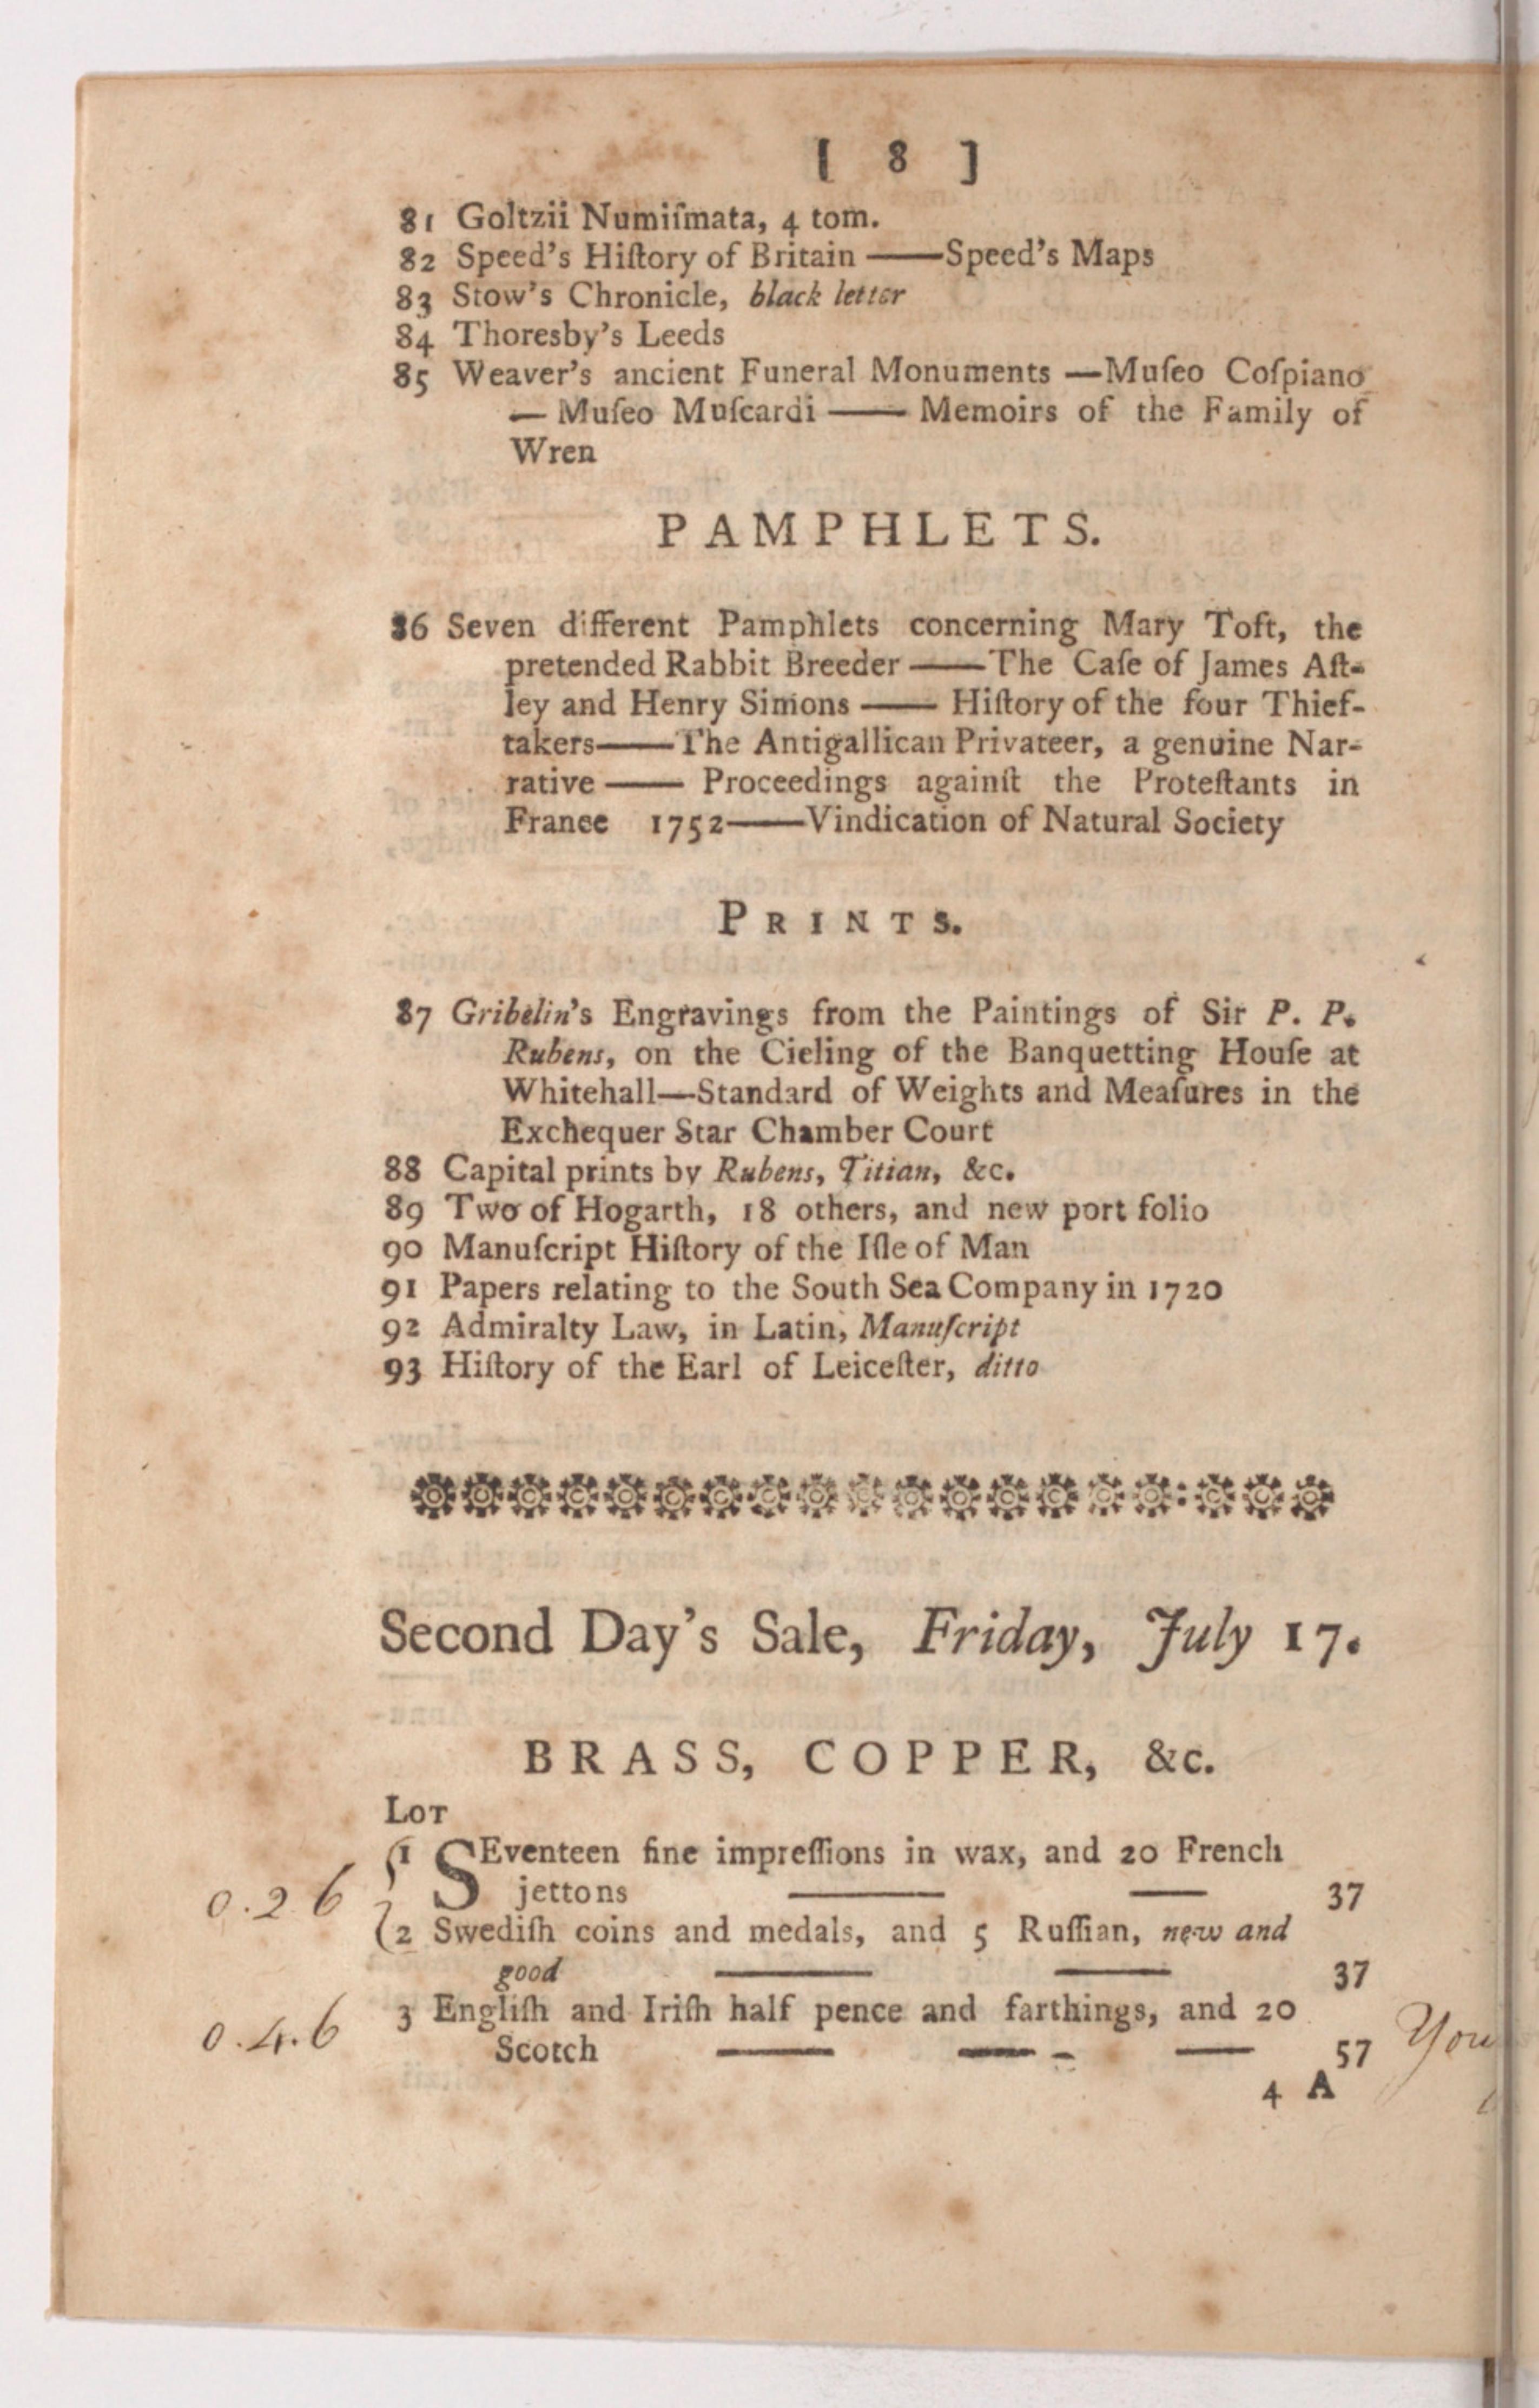 [ 8 ]
81 Goltzii Numiſmata, 4 tom.
82 Speed's Hiſtory of Britain ——Speed's Maps
83 Stow's Chronicle, black letter
84 Thoresby's Leeds
85 Weaver's ancient Funeral Monuments —Muſeo Coſpiano
— Muſeo Muſcardi —— Memoirs of the Family of
Wren
PAMPHLETS.
86 Seven different Pamphlets concerning Mary Toft, the
pretended Rabbit Breeder ——The Caſe of James Aſt-
ley and Henry Simons —— Hiſtory of the four Thief-
takers——The Antigallican Privateer, a genuine Nar-
rative —— Proceedings againſt the Proteſtants in
France 1752——Vindication of Natural Society
PRINTS.
87 Gribelin's Engravings from the Paintings of Sir P. P.
Rubens, on the Cieling of the Banquetting Houſe at
Whitehall—Standard of Weights and Meaſures in the
Exchequer Star Chamber Court
88 Capital prints by Rubens, Titian, &c.
89 Two of Hogarth, 18 others, and new port folio
90 Manuſcript Hiſtory of the Iſle of Man
91 Papers relating to the South Sea Company in 1720
92 Admiralty Law, in Latin, Manuſcript
93 Hiſtory of the Earl of Leiceſter, ditto
Second Day's Sale, Friday, July 17.
BRASS, COPPER, &c.
LOT
1 SEventeen fine impreſſions in wax, and 20 French
0.2 6 jettons —— —— 37
2 Swediſh coins and medals, and 5 Ruſſian, new and
good —— —— 37
3 Engliſh and Iriſh half pence and farthings, and 20
0.4.6 Scotch —— —— – —— 57 You
4 A